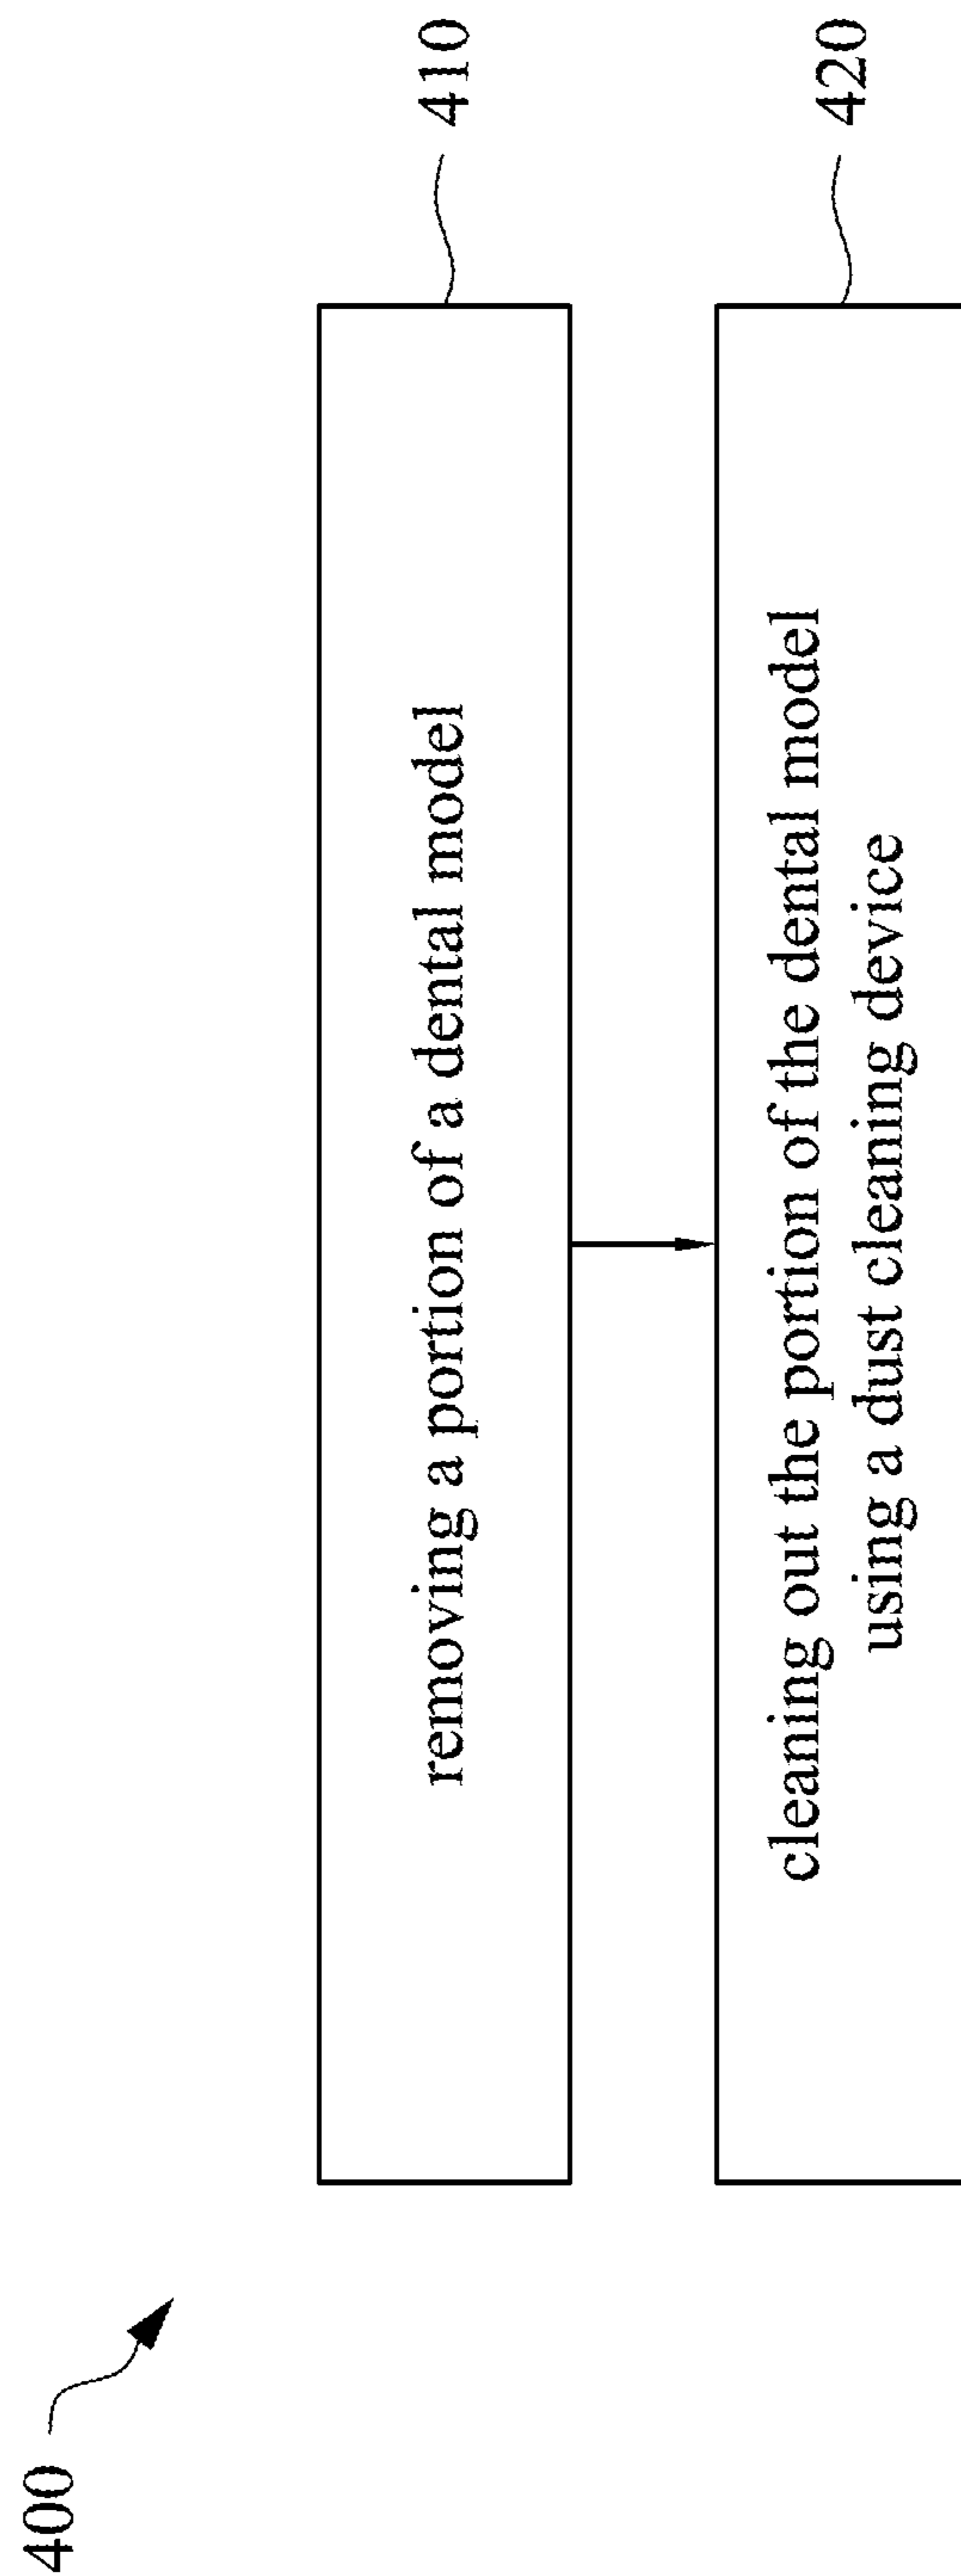 400
removing a portion of a dental model
410
cleaning out the portion of the dental model
using a dust cleaning device
420